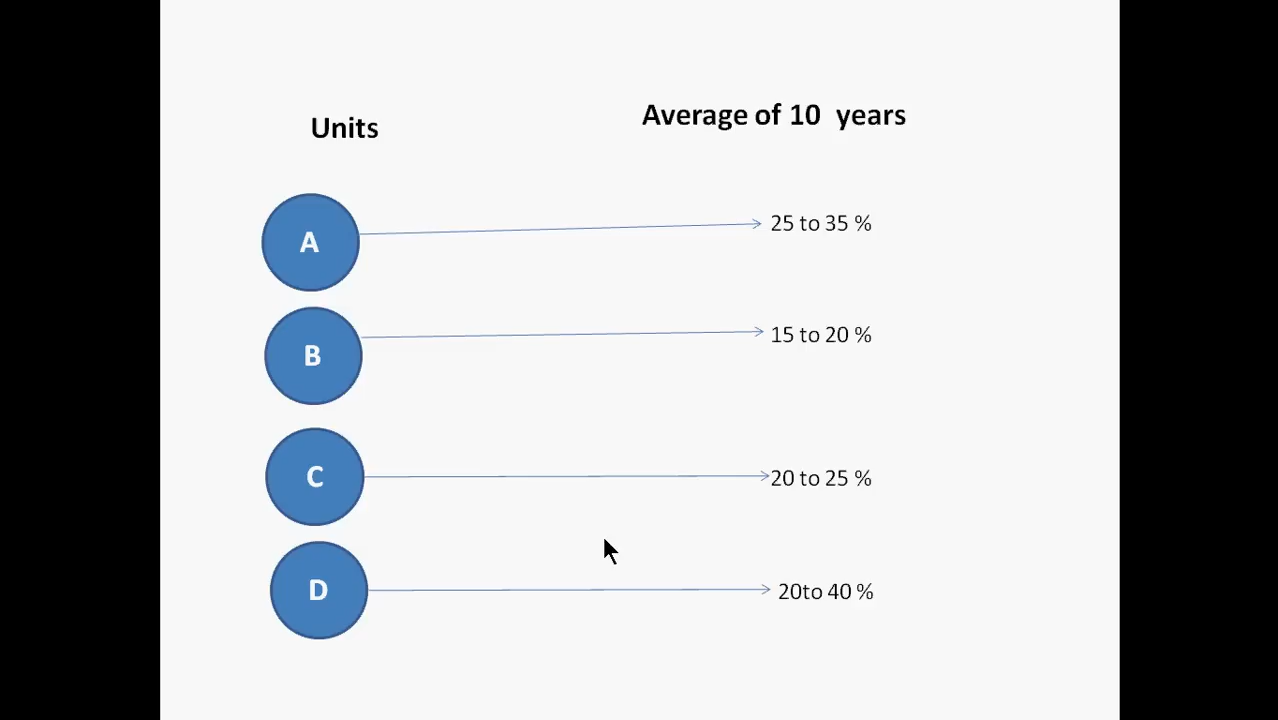 Units
Average of 10 years
A
25 to 35 %
B
15 to 20 %
C
20 to 25 %
D
20to 40 %